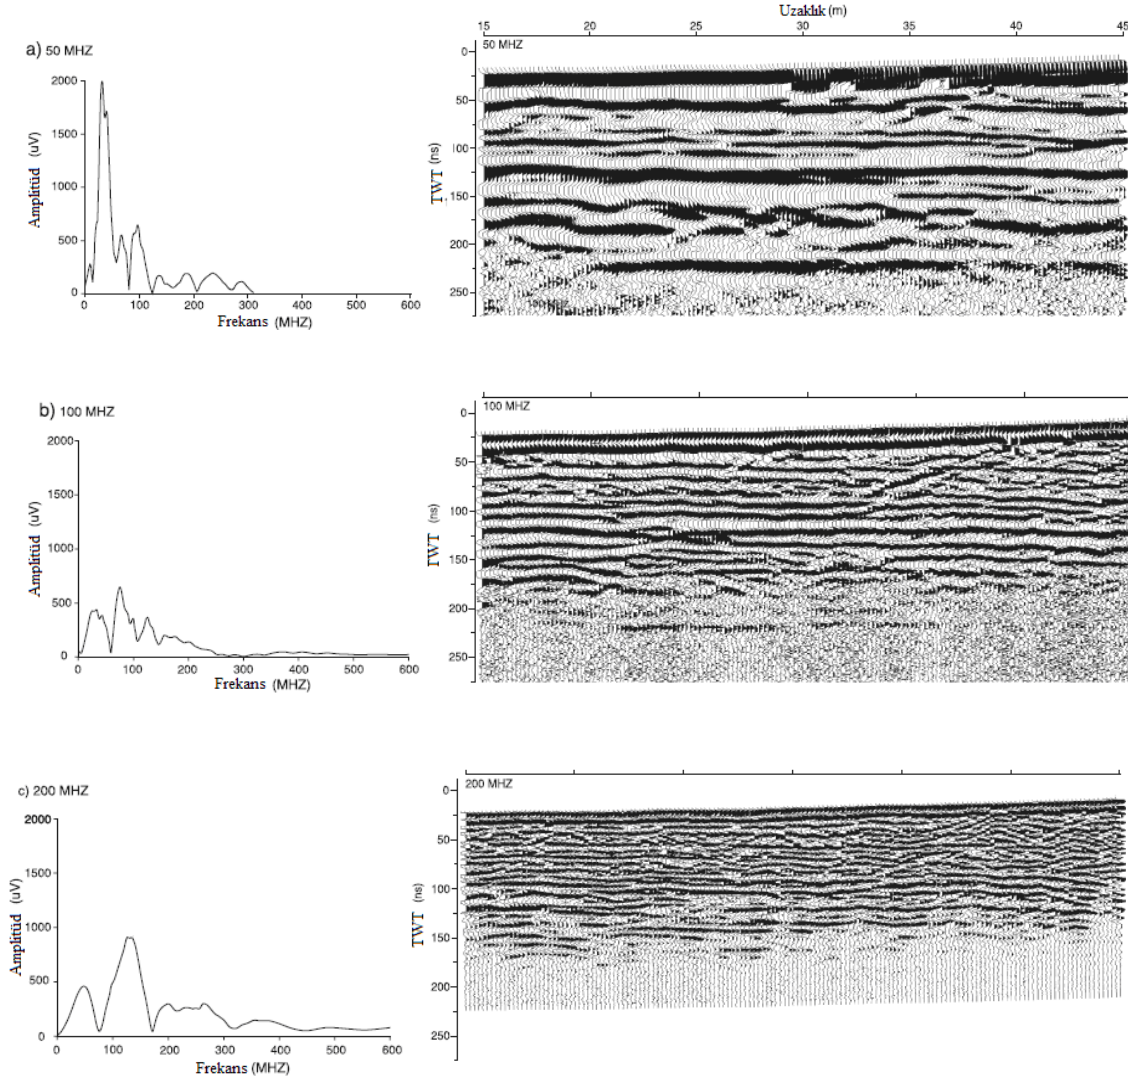 Uzaklık (m)
15 20 25 30 35 40 45
a) 50 MHZ
50 MHZ
Amplitüd (uV)
2000
1500
1000
500
0
0 100 200 300 400 500 600
Frekans (MHZ)
TWT (ns)
0
50
100
150
200
250
b) 100 MHZ
100 MHZ
Amplitüd (uV)
2000
1500
1000
500
0
0 100 200 300 400 500 600
Frekans (MHZ)
TWT (ns)
0
50
100
150
200
250
c) 200 MHZ
200 MHZ
Amplitüd (uV)
2000
1500
1000
500
0
0 100 200 300 400 500 600
Frekans (MHZ)
TWT (ns)
0
50
100
150
200
250